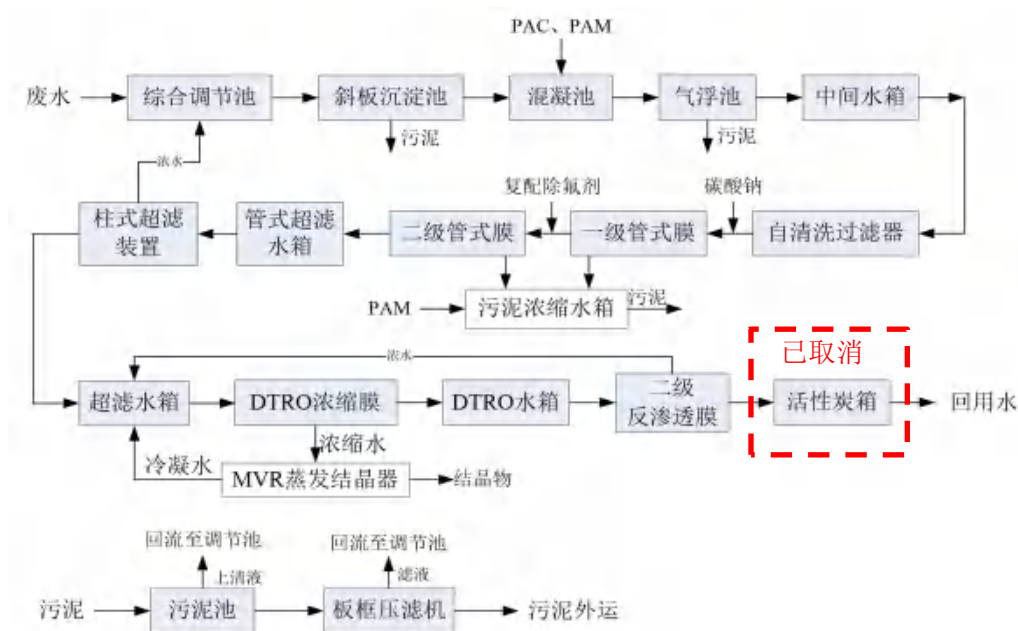 PAC、PAM
废水
综合调节池
斜板沉淀池
混凝池
气浮池
中间水箱
污泥
污泥
浓水
复配除氟剂
碳酸钠
柱式超滤
装置
管式超滤
水箱
二级管式膜
一级管式膜
自清洗过滤器
PAM
污泥浓缩水箱
污泥
浓水
已取消
超滤水箱
DTRO浓缩膜
DTRO水箱
二级
反渗透膜
活性炭箱
回用水
浓缩水
冷凝水
MVR蒸发结晶器
结晶物
回流至调节池
回流至调节池
上清液
滤液
污泥
污泥池
板框压滤机
污泥外运